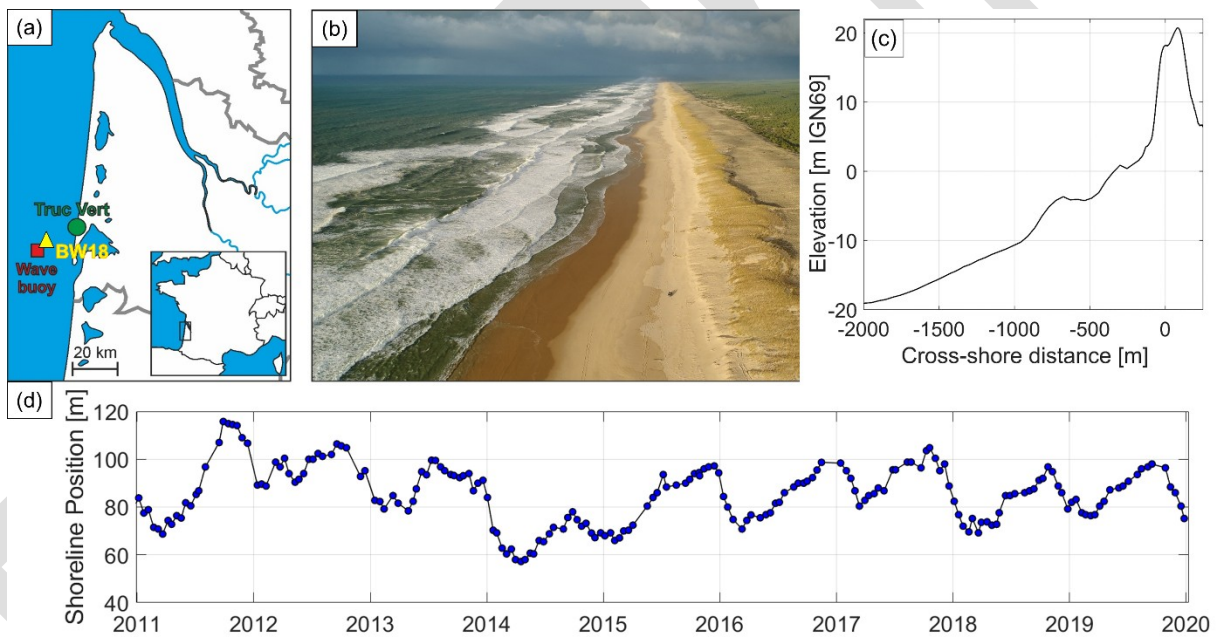 (a)
Truc Vert
BW18
Wave
buoy
20 km
(b)
(c)
Elevation [m IGN69]
20
10
0
-10
-20
-2000 -1500 -1000 -500 0
Cross-shore distance [m]
(d)
Shoreline Position [m]
120
100
80
60
40
2011 2012 2013 2014 2015 2016 2017 2018 2019 2020